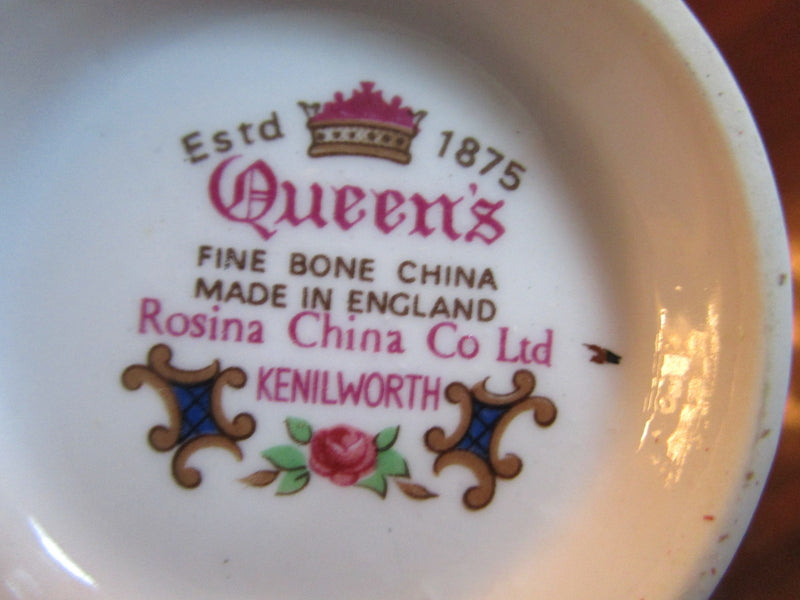 Estd 1875
Queen's
FINE BONE CHINA
MADE IN ENGLAND
Rosina China Co Ltd
KENILWORTH